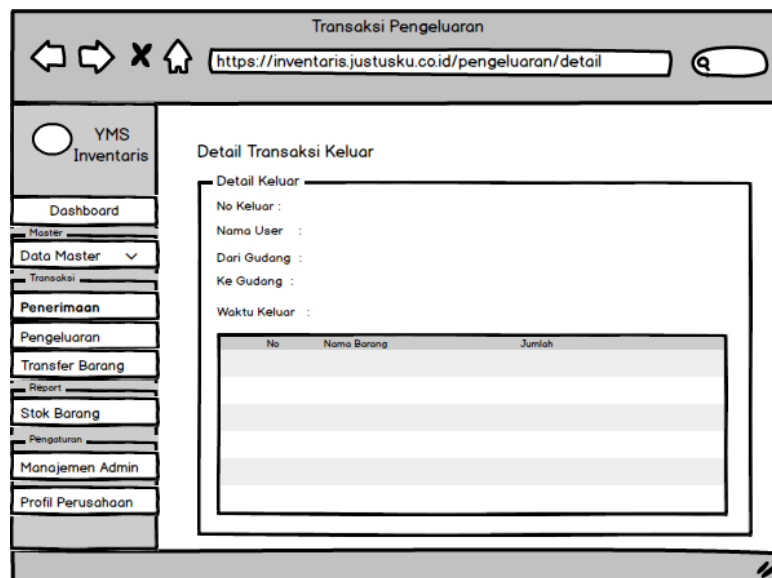 Transaksi Pengeluaran
https://inventaris.justusku.co.id/pengeluaran/detail
YMS
Inventaris
Dashboard
Master
Data Master
Transaksi
Penerimaan
Pengeluaran
Transfer Barang
Report
Stok Barang
Pengaturan
Manajemen Admin
Profil Perusahaan
Detail Transaksi Keluar
Detail Keluar
No Keluar :
Nama User :
Dari Gudang :
Ke Gudang :
Waktu Keluar :
No Nama Barang Jumlah